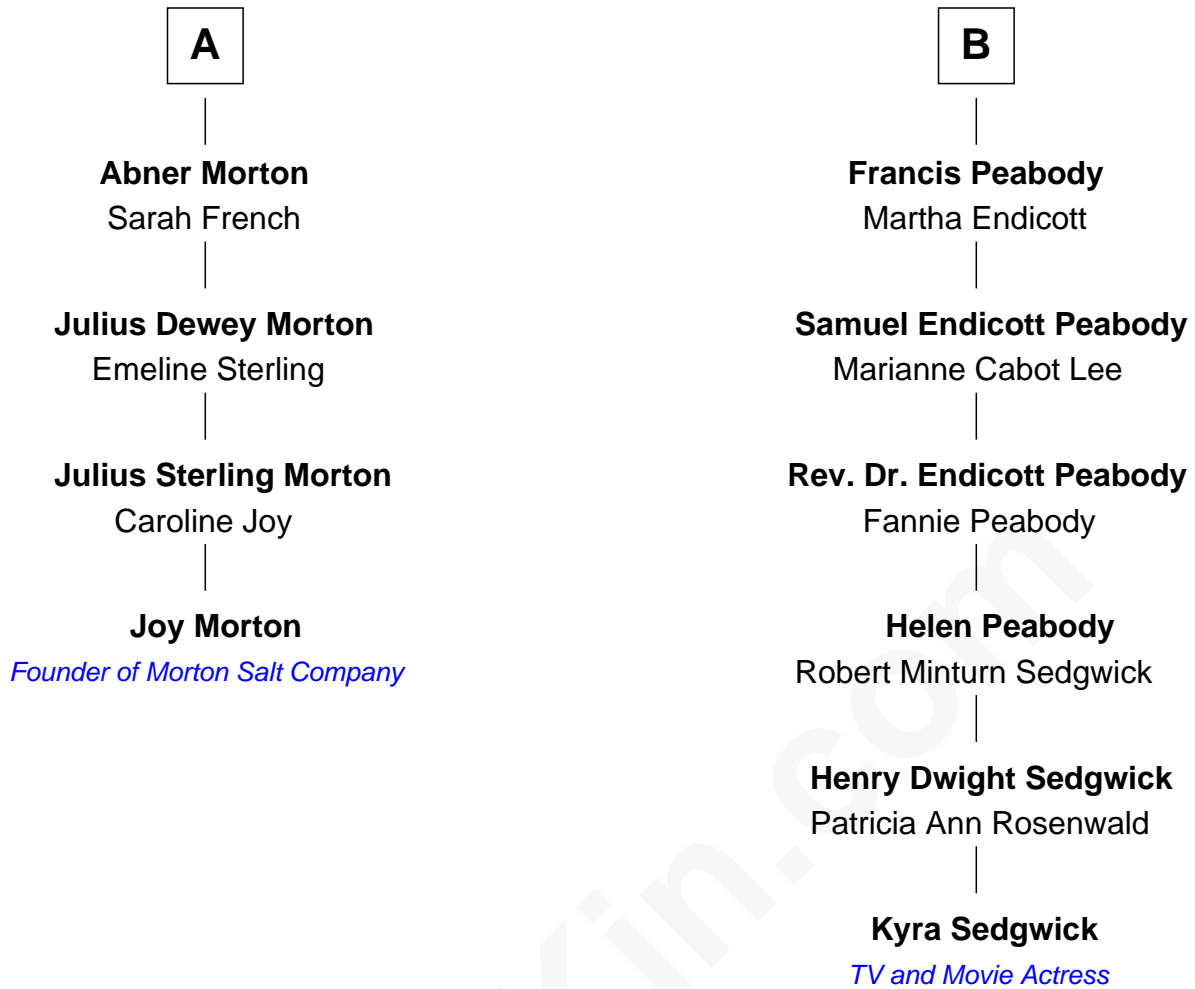 A
Abner Morton
Sarah French
Julius Dewey Morton
Emeline Sterling
Julius Sterling Morton
Caroline Joy
Joy Morton
Founder of Morton Salt Company
B
Francis Peabody
Martha Endicott
Samuel Endicott Peabody
Marianne Cabot Lee
Rev. Dr. Endicott Peabody
Fannie Peabody
Helen Peabody
Robert Minturn Sedgwick
Henry Dwight Sedgwick
Patricia Ann Rosenwald
Kyra Sedgwick
TV and Movie Actress
Kin.com